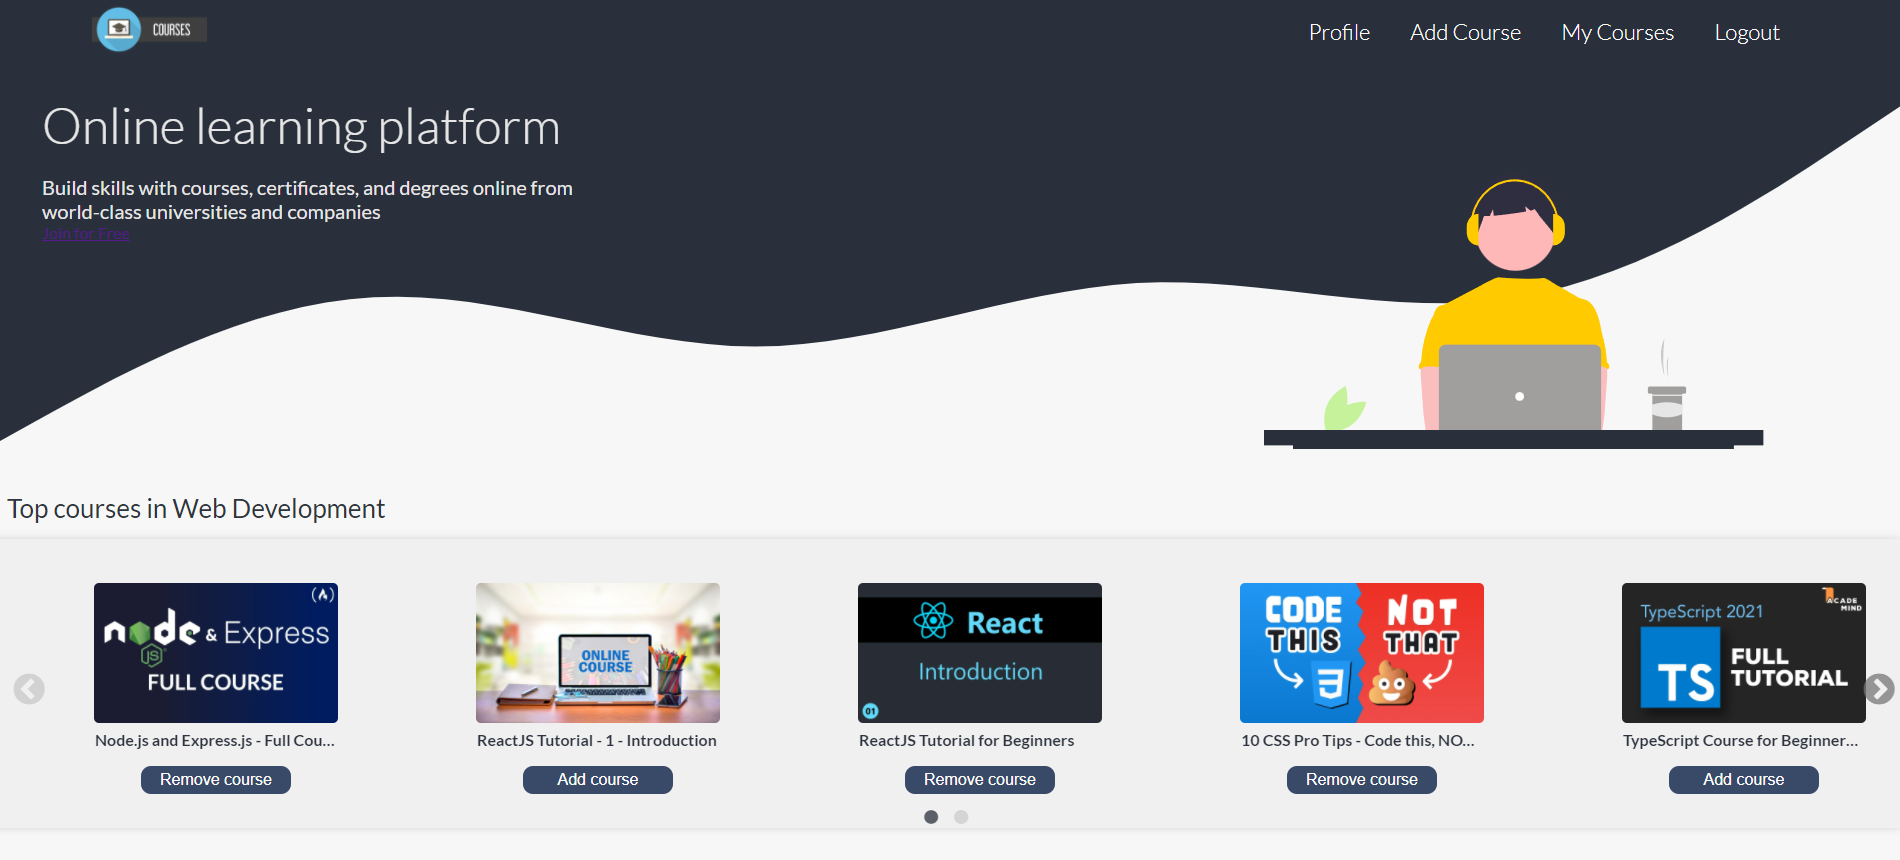 COURSES
Profile Add Course My Courses Logout
Online learning platform
Build skills with courses, certificates, and degrees online from
world-class universities and companies
Join for Free
Top courses in Web Development
node & Express
JS
FULL COURSE
ONLINE
COURSE
React
Introduction
01
CODE
THIS
NOT
THAT
ACADE
MIND
TypeScript 2021
TS
FULL
TUTORIAL
Node.js and Express.js - Full Cou...
ReactJS Tutorial - 1 - Introduction
ReactJS Tutorial for Beginners
10 CSS Pro Tips - Code this, NO...
TypeScript Course for Beginner...
Remove course
Add course
Remove course
Remove course
Add course